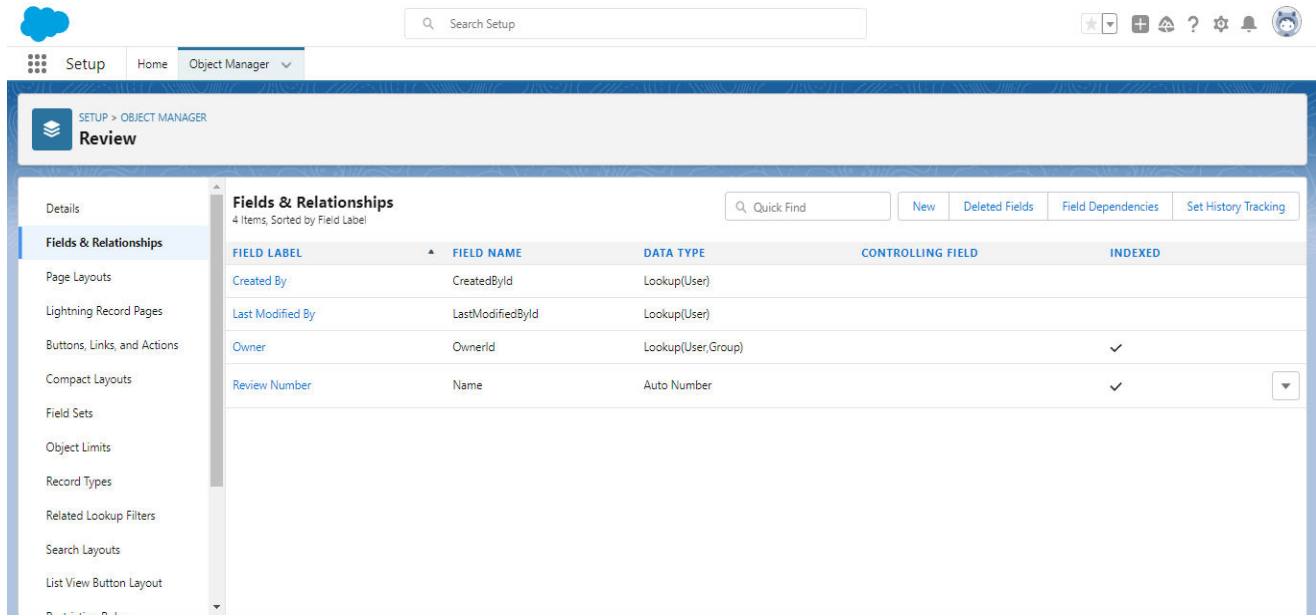 Search Setup
Setup Home Object Manager
SETUP > OBJECT MANAGER
Review
Details
Fields & Relationships
Page Layouts
Lightning Record Pages
Buttons, Links, and Actions
Compact Layouts
Field Sets
Object Limits
Record Types
Related Lookup Filters
Search Layouts
List View Button Layout
Fields & Relationships
4 Items, Sorted by Field Label
Quick Find New Deleted Fields Field Dependencies Set History Tracking
FIELD LABEL FIELD NAME DATA TYPE CONTROLLING FIELD INDEXED
Created By CreatedById Lookup(User)
Last Modified By LastModifiedById Lookup(User)
Owner OwnerId Lookup(User,Group)
Review Number Name Auto Number